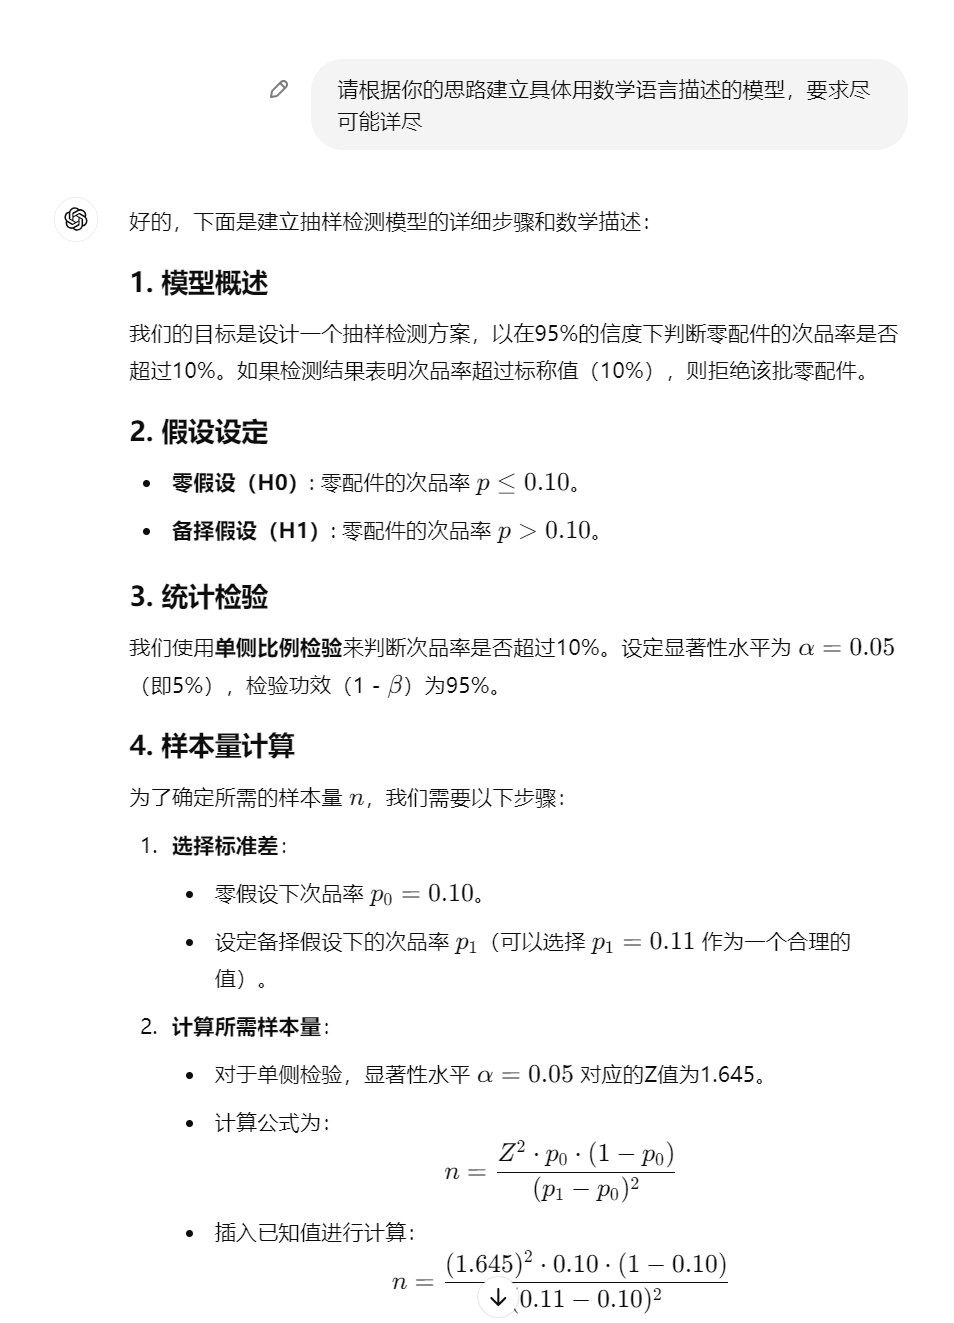 请根据你的思路建立具体用数学语言描述的模型，要求尽
可能详尽
好的，下面是建立抽样检测模型的详细步骤和数学描述：
1. 模型概述
我们的目标是设计一个抽样检测方案，以在95%的信度下判断零配件的次品率是否
超过10%。如果检测结果表明次品率超过标称值（10%），则拒绝该批零配件。
2. 假设设定
• 零假设（H0）：零配件的次品率 p ≤ 0.10。
• 备择假设（H1）：零配件的次品率 p > 0.10。
3. 统计检验
我们使用单侧比例检验来判断次品率是否超过10%。设定显著性水平为 α = 0.05
（即5%），检验功效（1 - β）为95%。
4. 样本量计算
为了确定所需的样本量 n，我们需要以下步骤：
1. 选择标准差：
• 零假设下次品率 p₀ = 0.10。
• 设定备择假设下的次品率 p₁（可以选择 p₁ = 0.11 作为一个合理的
值）。
2. 计算所需样本量：
• 对于单侧检验，显著性水平 α = 0.05 对应的Z值为1.645。
• 计算公式为：
n = Z² · p₀ · (1 − p₀) / (p₁ − p₀)²
• 插入已知值进行计算：
n = (1.645)² · 0.10 · (1 − 0.10) / (0.11 − 0.10)²